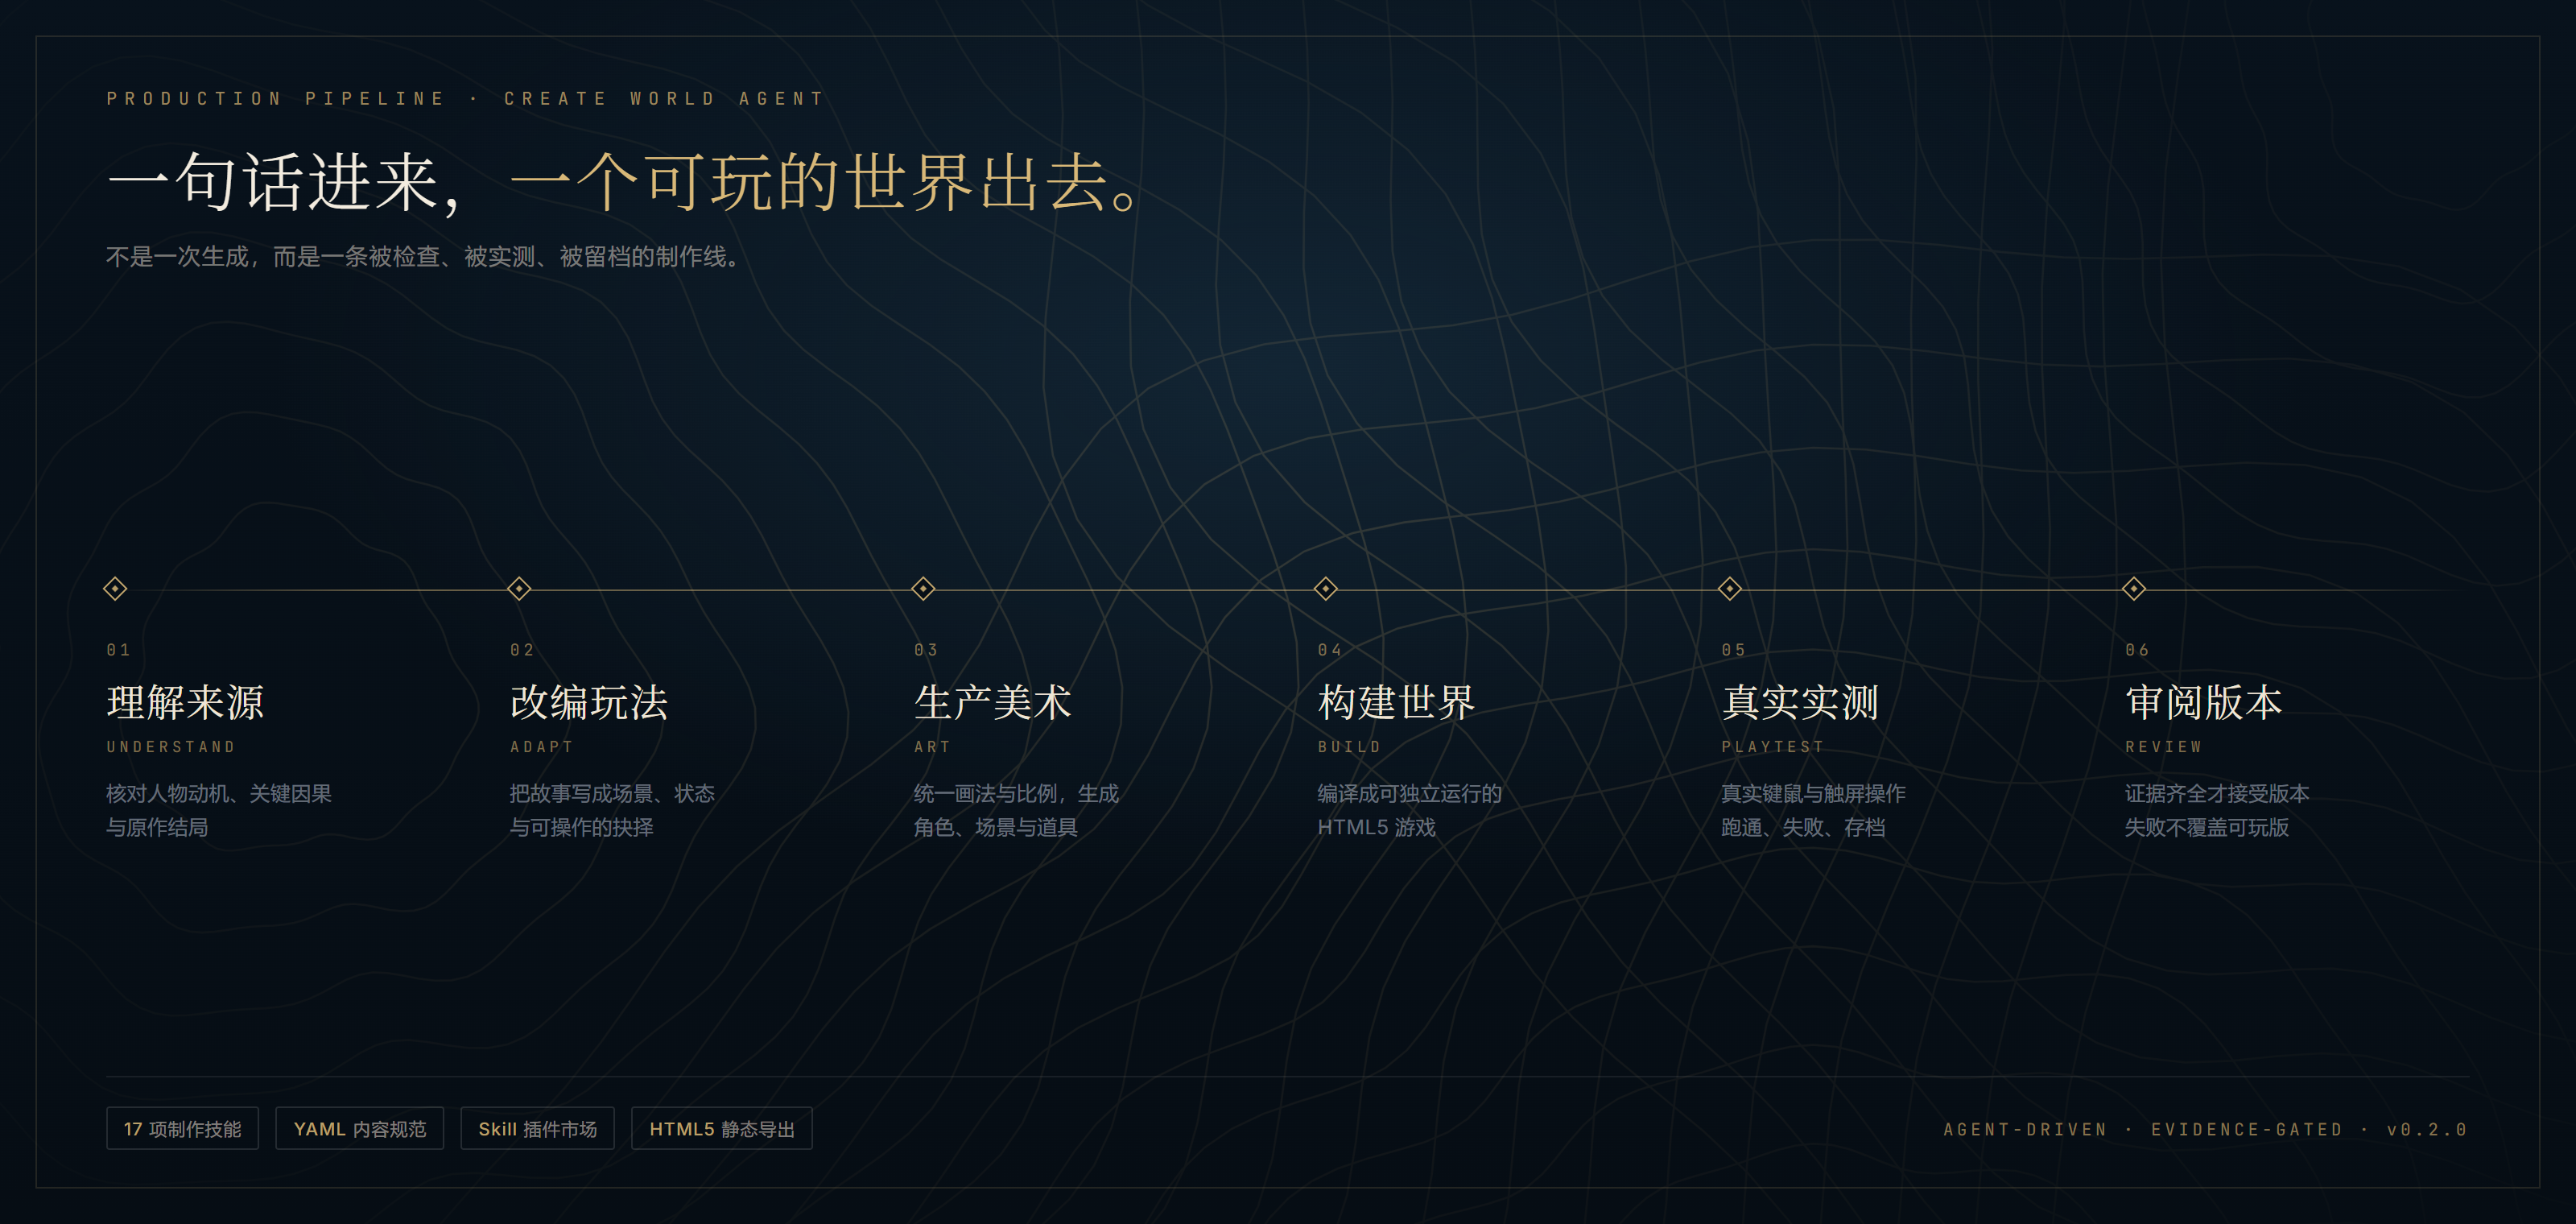 PRODUCTION PIPELINE · CREATE WORLD AGENT
一句话进来，一个可玩的世界出去。
不是一次生成，而是一条被检查、被实测、被留档的制作线。
01
理解来源
UNDERSTAND
核对人物动机、关键因果
与原作结局
02
改编玩法
ADAPT
把故事写成场景、状态
与可操作的抉择
03
生产美术
ART
统一画法与比例，生成
角色、场景与道具
04
构建世界
BUILD
编译成可独立运行的
HTML5 游戏
05
真实实测
PLAYTEST
真实键鼠与触屏操作
跑通、失败、存档
06
审阅版本
REVIEW
证据齐全才接受版本
失败不覆盖可玩版
17 项制作技能
YAML 内容规范
Skill 插件市场
HTML5 静态导出
AGENT-DRIVEN · EVIDENCE-GATED · v0.2.0